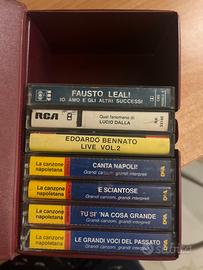 FAUSTO LEALI
IO AMO E GLI ALTRI SUCCESSI
RCA
Quel fenomeno di
LUCIO DALLA
EDOARDO BENNATO
LIVE VOL.2
La canzone
napoletana
CANTA NAPOLI!
Grandi canzoni, grandi interpreti
La canzone
napoletana
E SCIANTOSE
Grandi canzoni, grandi interpreti
La canzone
napoletana
TU SI' 'NA COSA GRANDE
Grandi canzoni, grandi interpreti
La canzone
napoletana
LE GRANDI VOCI DEL PASSATO
Grandi canzoni, grandi interpreti